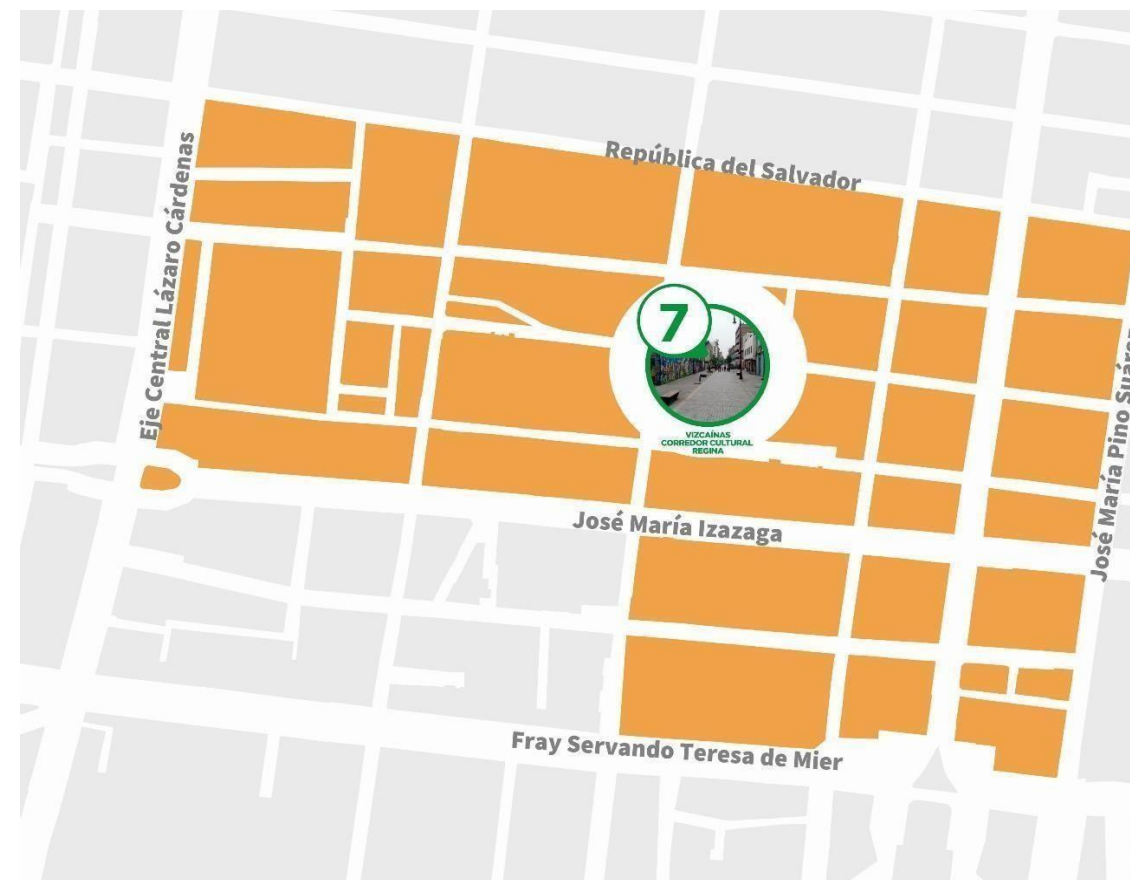 República del Salvador
Eje Central Lázaro Cárdenas
7
VIZCAÍNAS
CORREDOR CULTURAL
REGINA
José María Pino Suárez
José María Izazaga
Fray Servando Teresa de Mier